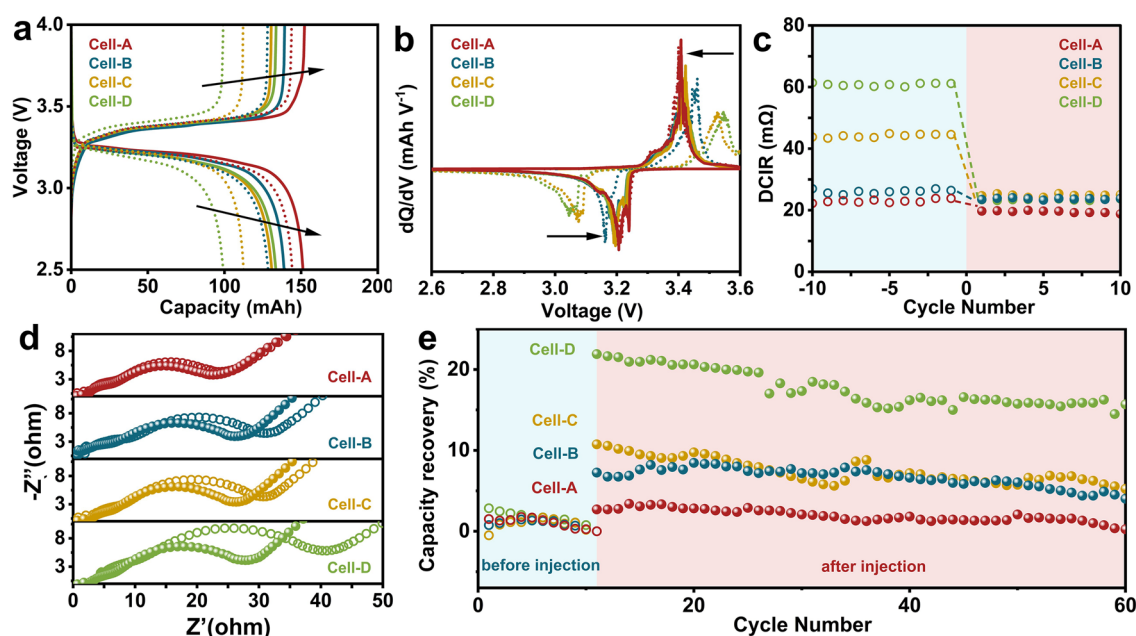 a
Cell-A
Cell-B
Cell-C
Cell-D
4.0
3.5
3.0
2.5
Voltage (V)
0 50 100 150 200
Capacity (mAh)
b
Cell-A
Cell-B
Cell-C
Cell-D
dQ/dV (mAh V⁻¹)
2.6 2.8 3.0 3.2 3.4 3.6
Voltage (V)
c
Cell-A
Cell-B
Cell-C
Cell-D
80
60
40
20
0
DCIR (mΩ)
-10 -5 0 5 10
Cycle Number
d
8
3
Cell-A
8
3
Cell-B
8
3
Cell-C
8
3
Cell-D
-Z''(ohm)
0 10 20 30 40 50
Z'(ohm)
e
Cell-D
Cell-C
Cell-B
Cell-A
20
10
0
Capacity recovery (%)
before injection
after injection
0 20 40 60
Cycle Number